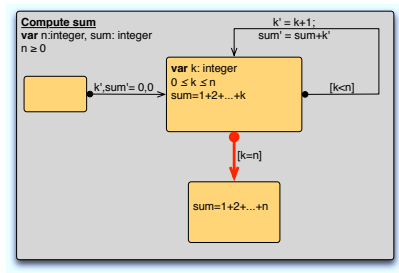 Compute sum
var n:integer, sum: integer
n ≥ 0
k' = k+1;
sum' = sum+k'
var k: integer
0 ≤ k ≤ n
sum=1+2+...+k
k',sum'= 0,0
[k<n]
[k=n]
sum=1+2+...+n